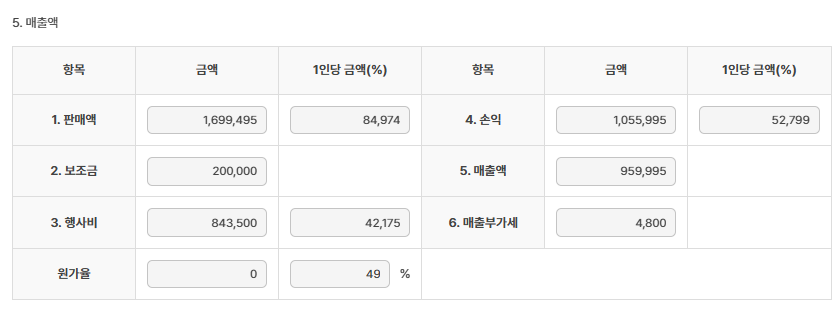 5. 매출액
항목 금액 1인당 금액(%) 항목 금액 1인당 금액(%)
1. 판매액 1,699,495 84,974 4. 손익 1,055,995 52,799
2. 보조금 200,000 5. 매출액 959,995
3. 행사비 843,500 42,175 6. 매출부가세 4,800
원가율 0 49 %